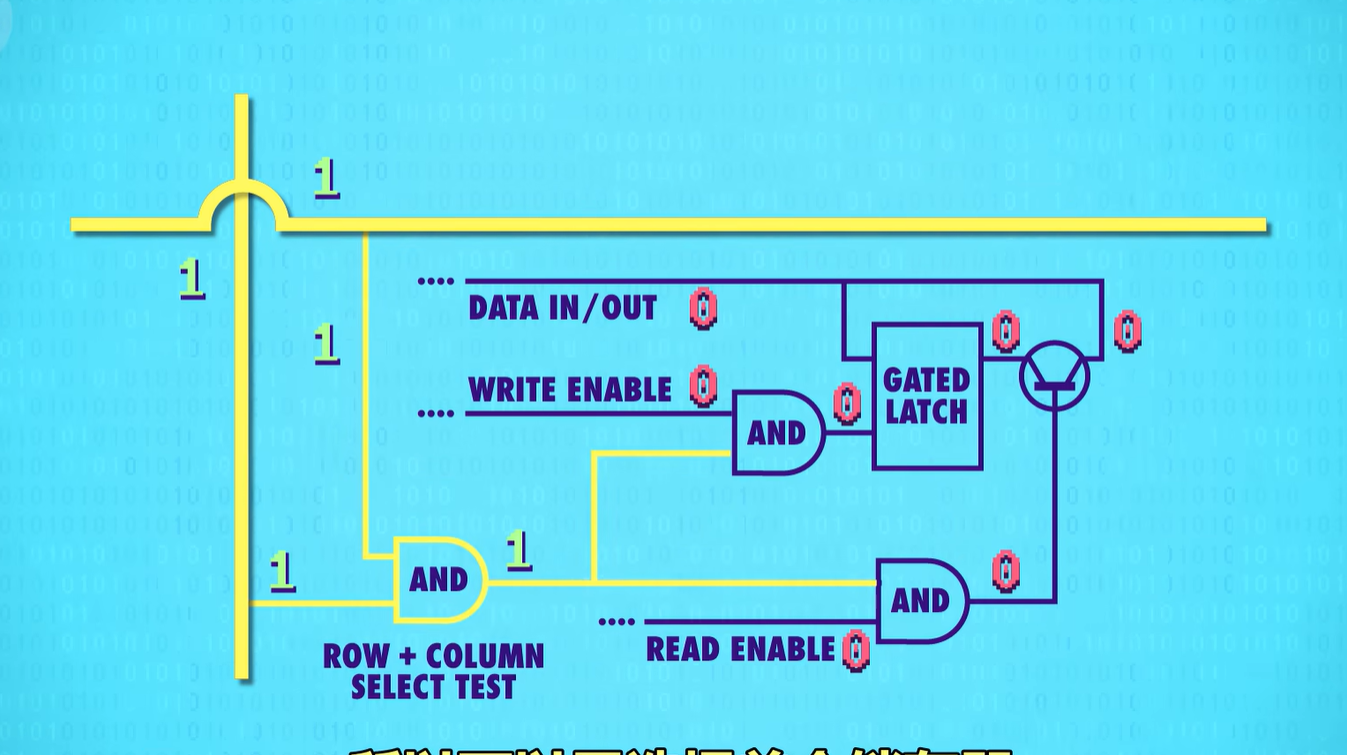 1
1
DATA IN/OUT 0
0
0
1
WRITE ENABLE 0
0
GATED
LATCH
AND
1
1
AND
0
AND
READ ENABLE 0
ROW + COLUMN
SELECT TEST